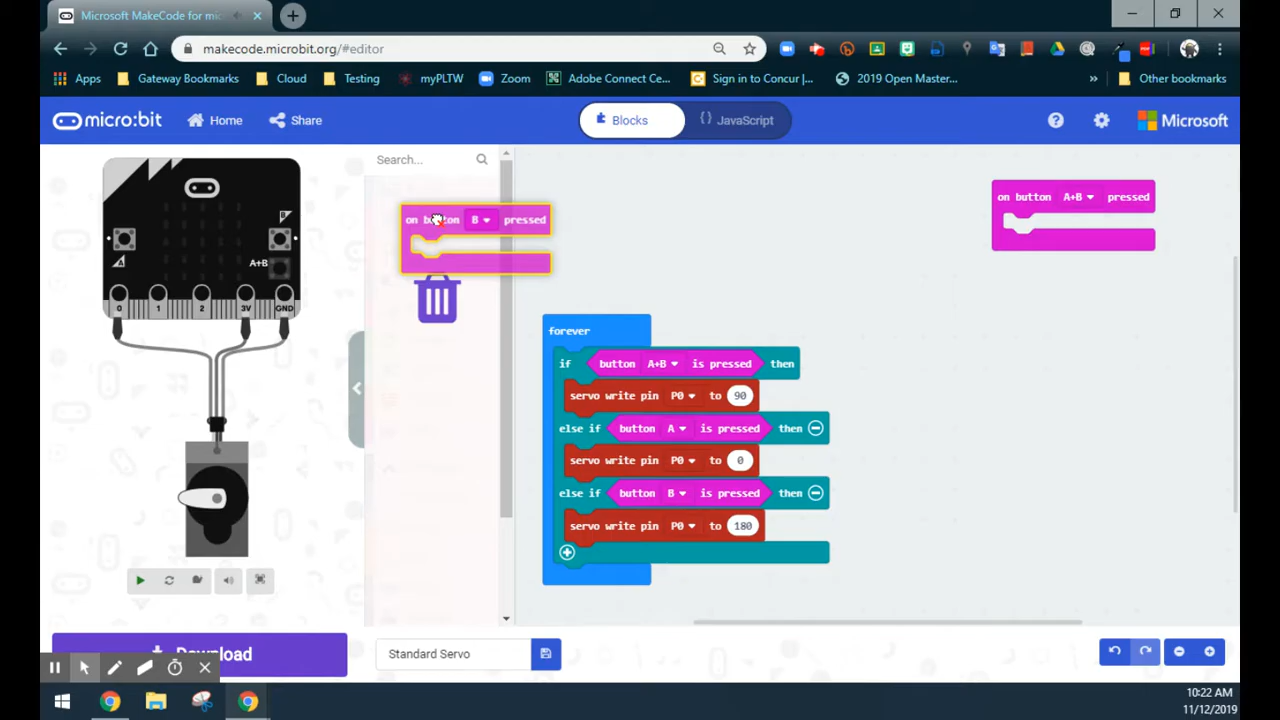 Microsoft MakeCode for mic
makecode.microbit.org/#editor
Apps
Gateway Bookmarks
Cloud
Testing
myPLTW
Zoom
Adobe Connect Ce...
Sign in to Concur |...
2019 Open Master...
»
Other bookmarks
micro:bit
Home
Share
Blocks
{ } JavaScript
Microsoft
Search...
B
A
A+B
0 1 2 3V GND
on button B pressed
on button A+B pressed
forever
if button A+B is pressed then
servo write pin P0 to 90
else if button A is pressed then
servo write pin P0 to 0
else if button B is pressed then
servo write pin P0 to 180
Download
Standard Servo
10:22 AM
11/12/2019